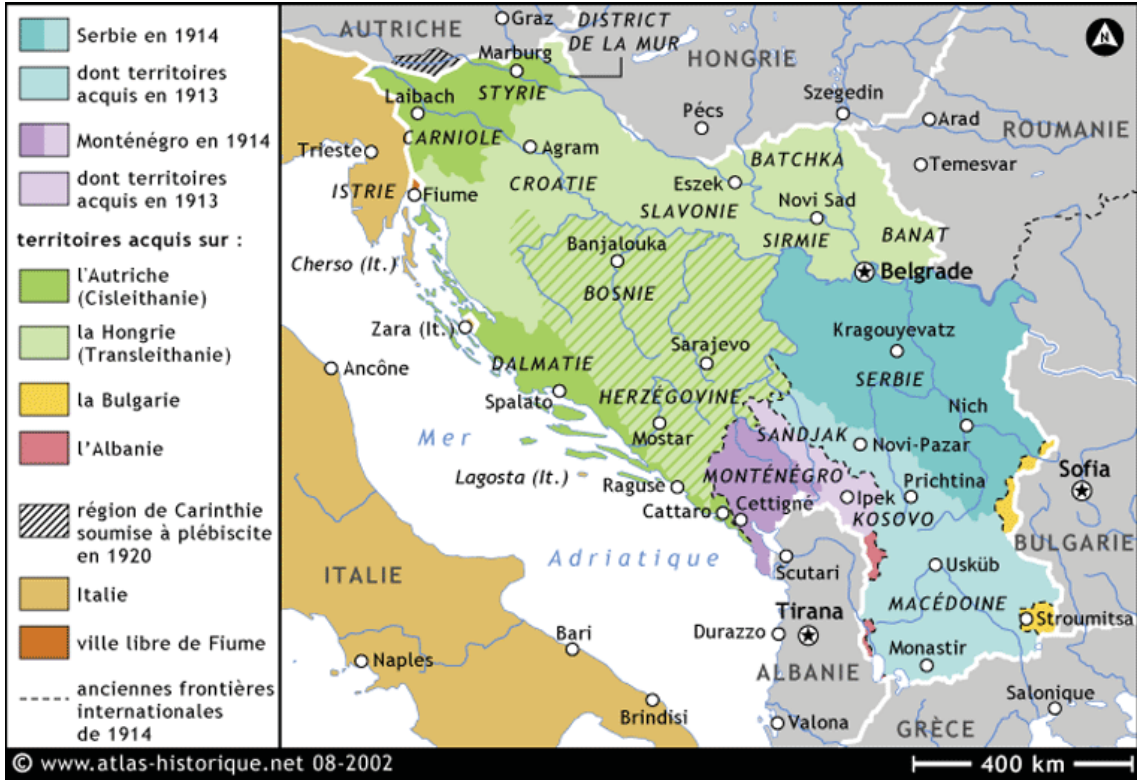 Serbie en 1914
dont territoires
acquis en 1913
Monténégro en 1914
dont territoires
acquis en 1913
territoires acquis sur :
l'Autriche
(Cisleithanie)
la Hongrie
(Transleithanie)
la Bulgarie
l'Albanie
région de Carinthie
soumise à plébiscite
en 1920
Italie
ville libre de Fiume
anciennes frontières
internationales
de 1914
AUTRICHE
Graz
DISTRICT
DE LA MUR
HONGRIE
N
Marburg
STYRIE
Laibach
CARNIOLE
Pécs
Szegedin
Arad
ROUMANIE
Trieste
Agram
BATCHKA
Temesvar
ISTRIE
Fiume
CROATIE
Eszek
Novi Sad
SLAVONIE
SIRMIE
BANAT
Cherso (It.)
Banjalouka
BOSNIE
Belgrade
Zara (It.)
Kragouyevatz
Ancône
DALMATIE
Sarajevo
SERBIE
Spalato
HERZÉGOVINE
Nich
Mer
Mostar
SANDJAK
Novi-Pazar
Sofia
Lagosta (It.)
Raguse
MONTÉNÉGRO
Prichtina
Ipek
Cattaro
Cettigné
KOSOVO
BULGARIE
Adriatique
ITALIE
Scutari
Usküb
MACÉDOINE
Tirana
Stroumitsa
Durazzo
Bari
Monastir
Naples
ALBANIE
Salonique
Brindisi
Valona
GRÈCE
© www.atlas-historique.net 08-2002
400 km